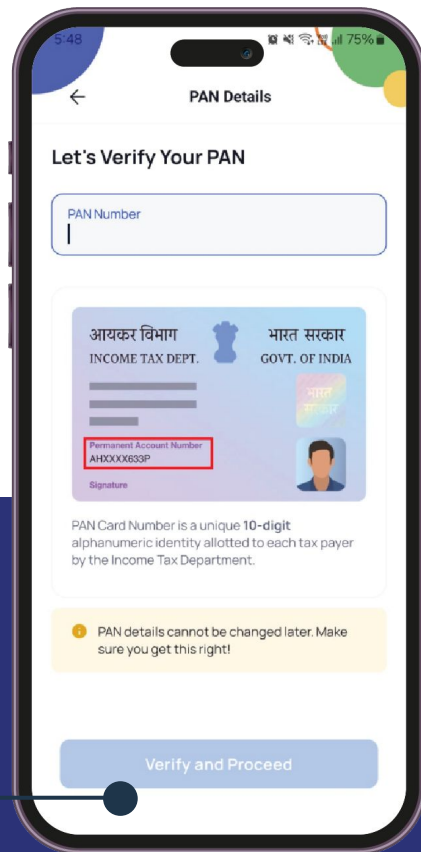 5:48
75%
PAN Details
Let's Verify Your PAN
PAN Number
आयकर विभाग
भारत सरकार
INCOME TAX DEPT.
GOVT. OF INDIA
भारत
सरकार
Permanent Account Number
AHXXXX633P
Signature
PAN Card Number is a unique 10-digit
alphanumeric identity allotted to each tax payer
by the Income Tax Department.
PAN details cannot be changed later. Make
sure you get this right!
Verify and Proceed